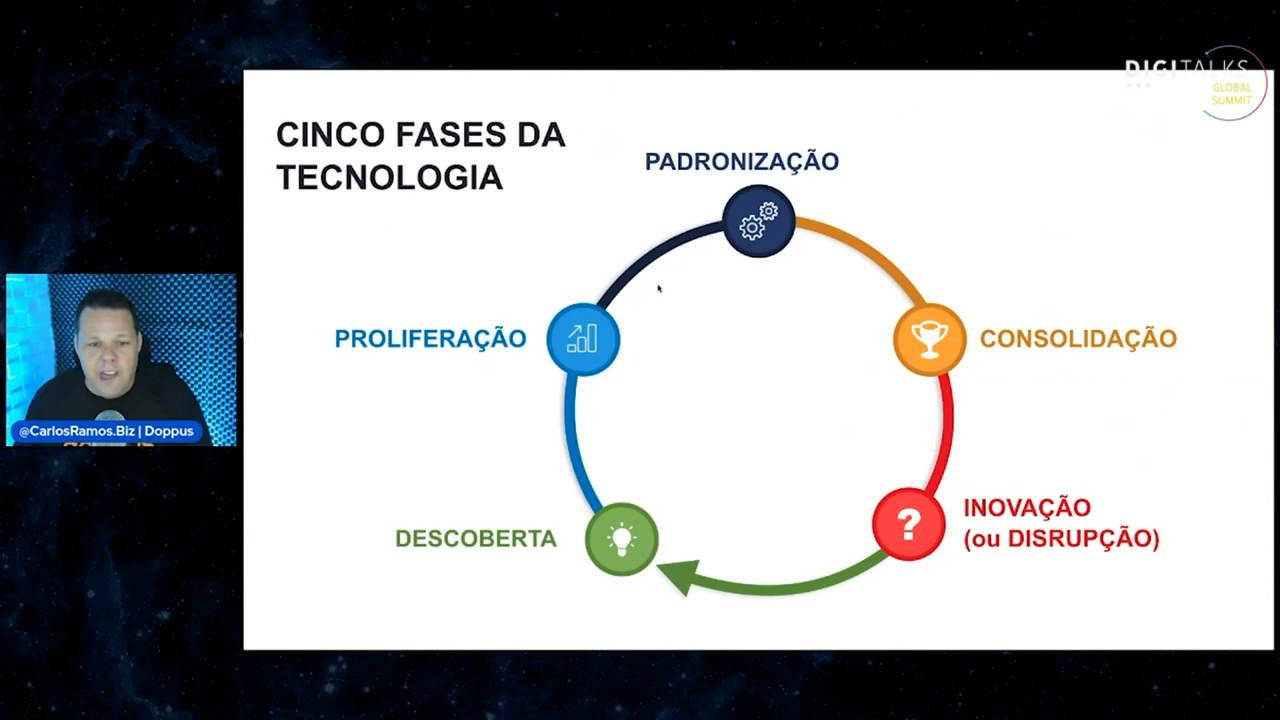 DIGITALKS
GLOBAL
SUMMIT
CINCO FASES DA
TECNOLOGIA
PADRONIZAÇÃO
PROLIFERAÇÃO
CONSOLIDAÇÃO
DESCOBERTA
INOVAÇÃO
(ou DISRUPÇÃO)
?
@CarlosRamos.Biz | Doppus